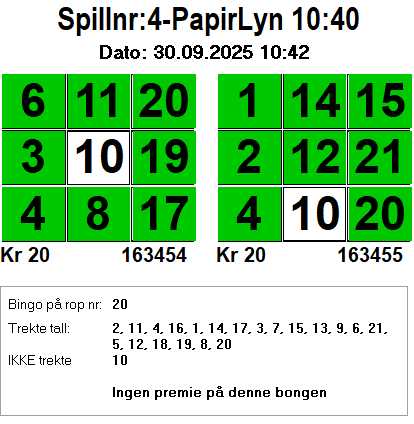 Spillnr:4-PapirLyn 10:40
Dato: 30.09.2025 10:42
6 11 20 1 14 15
3 10 19 2 12 21
4 8 17 4 10 20
Kr 20 163454 Kr 20 163455
Bingo på rop nr: 20
Trekte tall: 2, 11, 4, 16, 1, 14, 17, 3, 7, 15, 13, 9, 6, 21,
5, 12, 18, 19, 8, 20
IKKE trekte 10
Ingen premie på denne bongen